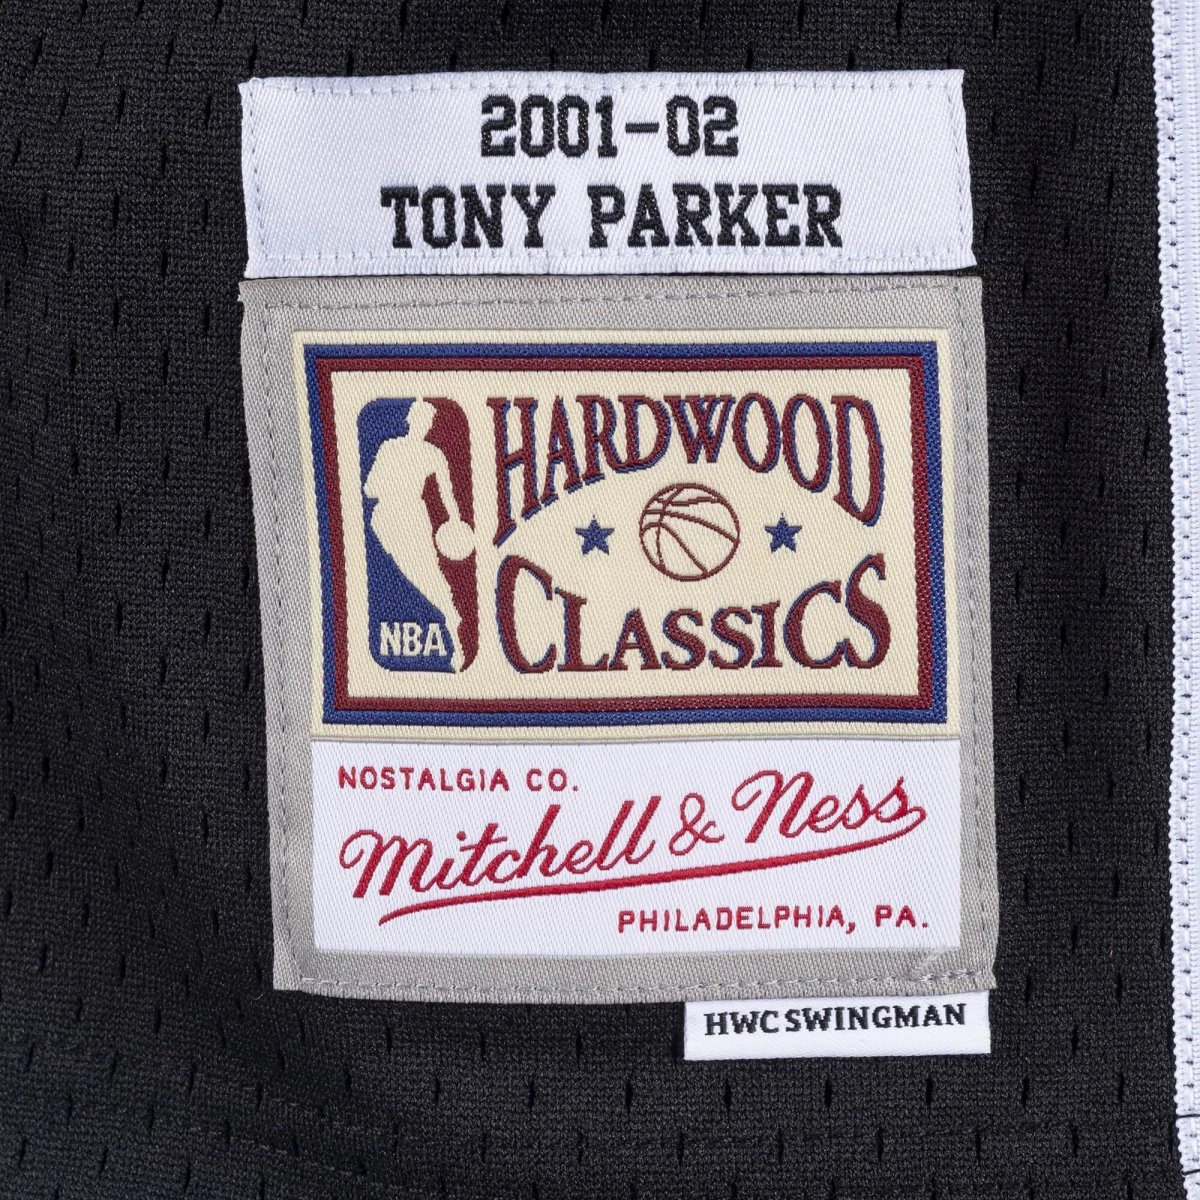 2001-02
TONY PARKER
HARDWOOD
CLASSICS
NBA
NOSTALGIA CO.
Mitchell & Ness
PHILADELPHIA, PA.
HWC SWINGMAN